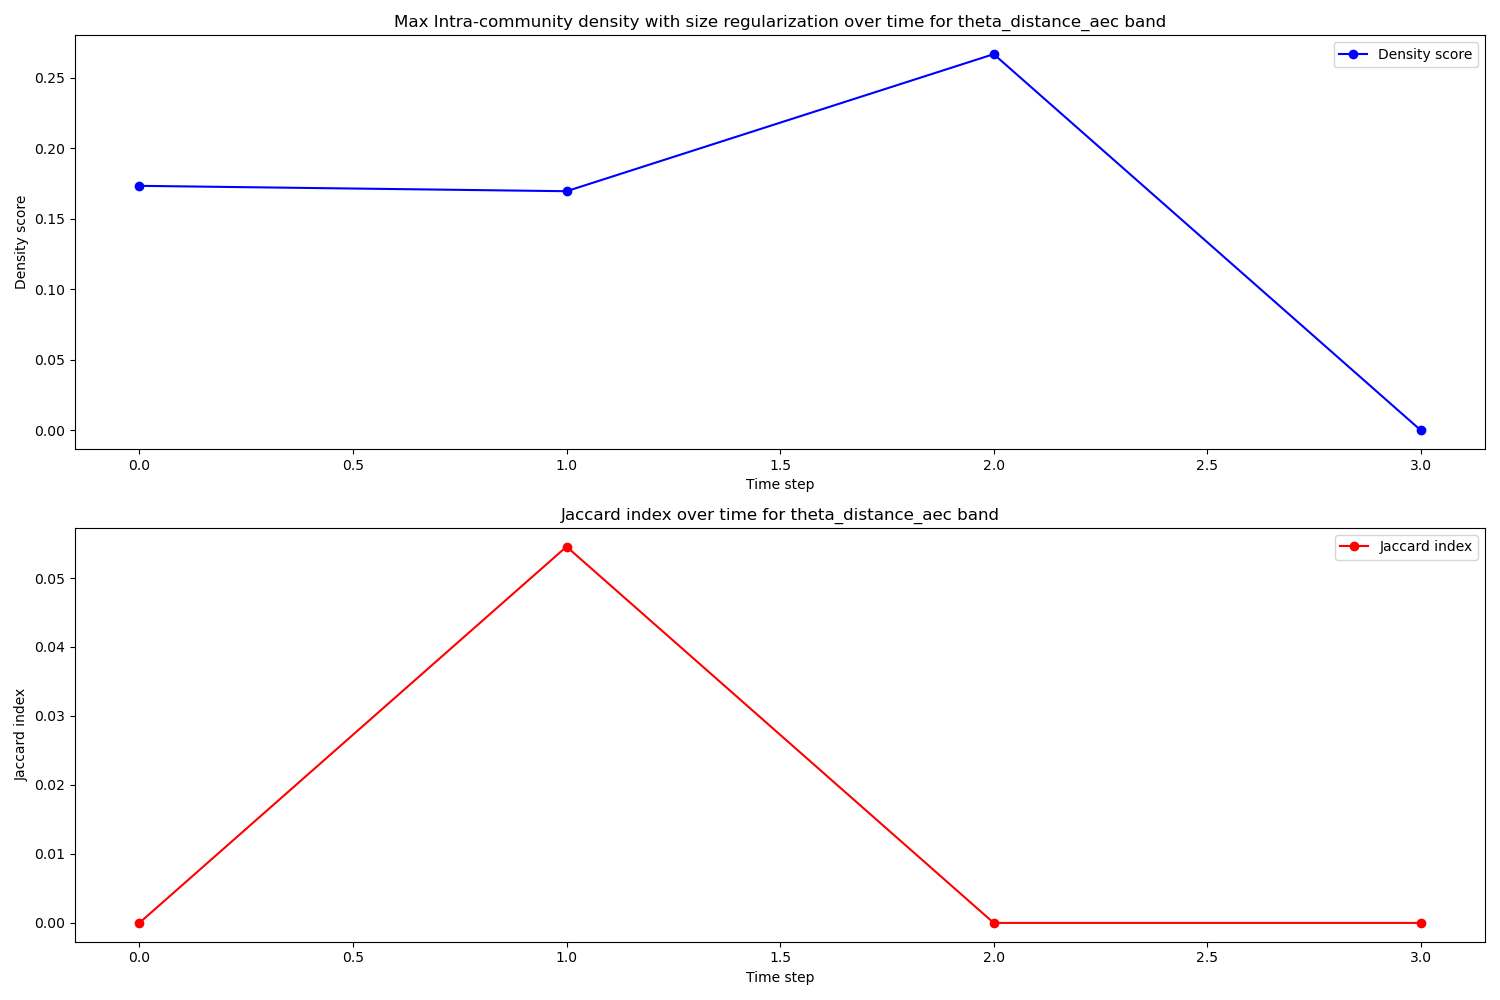 Max Intra-community density with size regularization over time for theta_distance_aec band
Density score
0.25
0.20
0.15
0.10
0.05
0.00
Density score
0.0 0.5 1.0 1.5 2.0 2.5 3.0
Time step
Jaccard index over time for theta_distance_aec band
Jaccard index
0.05
0.04
0.03
0.02
0.01
0.00
Jaccard index
0.0 0.5 1.0 1.5 2.0 2.5 3.0
Time step